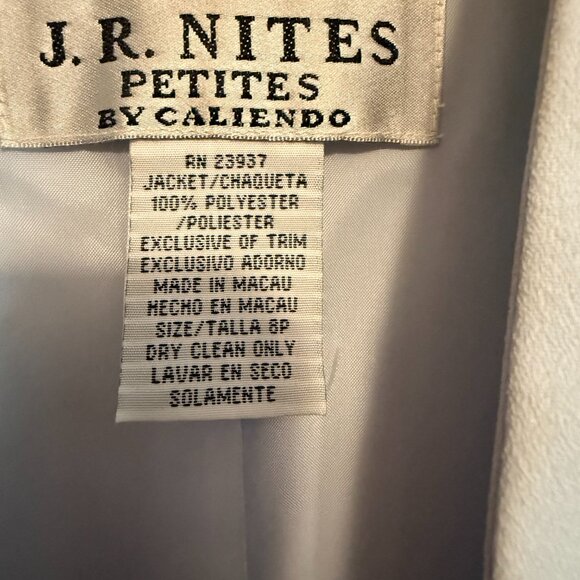 J.R. NITES
PETITES
BY CALIENDO
RN 23937
JACKET/CHAQUETA
100% POLYESTER
/POLIESTER
EXCLUSIVE OF TRIM
EXCLUSIVO ADORNO
MADE IN MACAU
HECHO EN MACAU
SIZE/TALLA 8P
DRY CLEAN ONLY
LAVAR EN SECO
SOLAMENTE